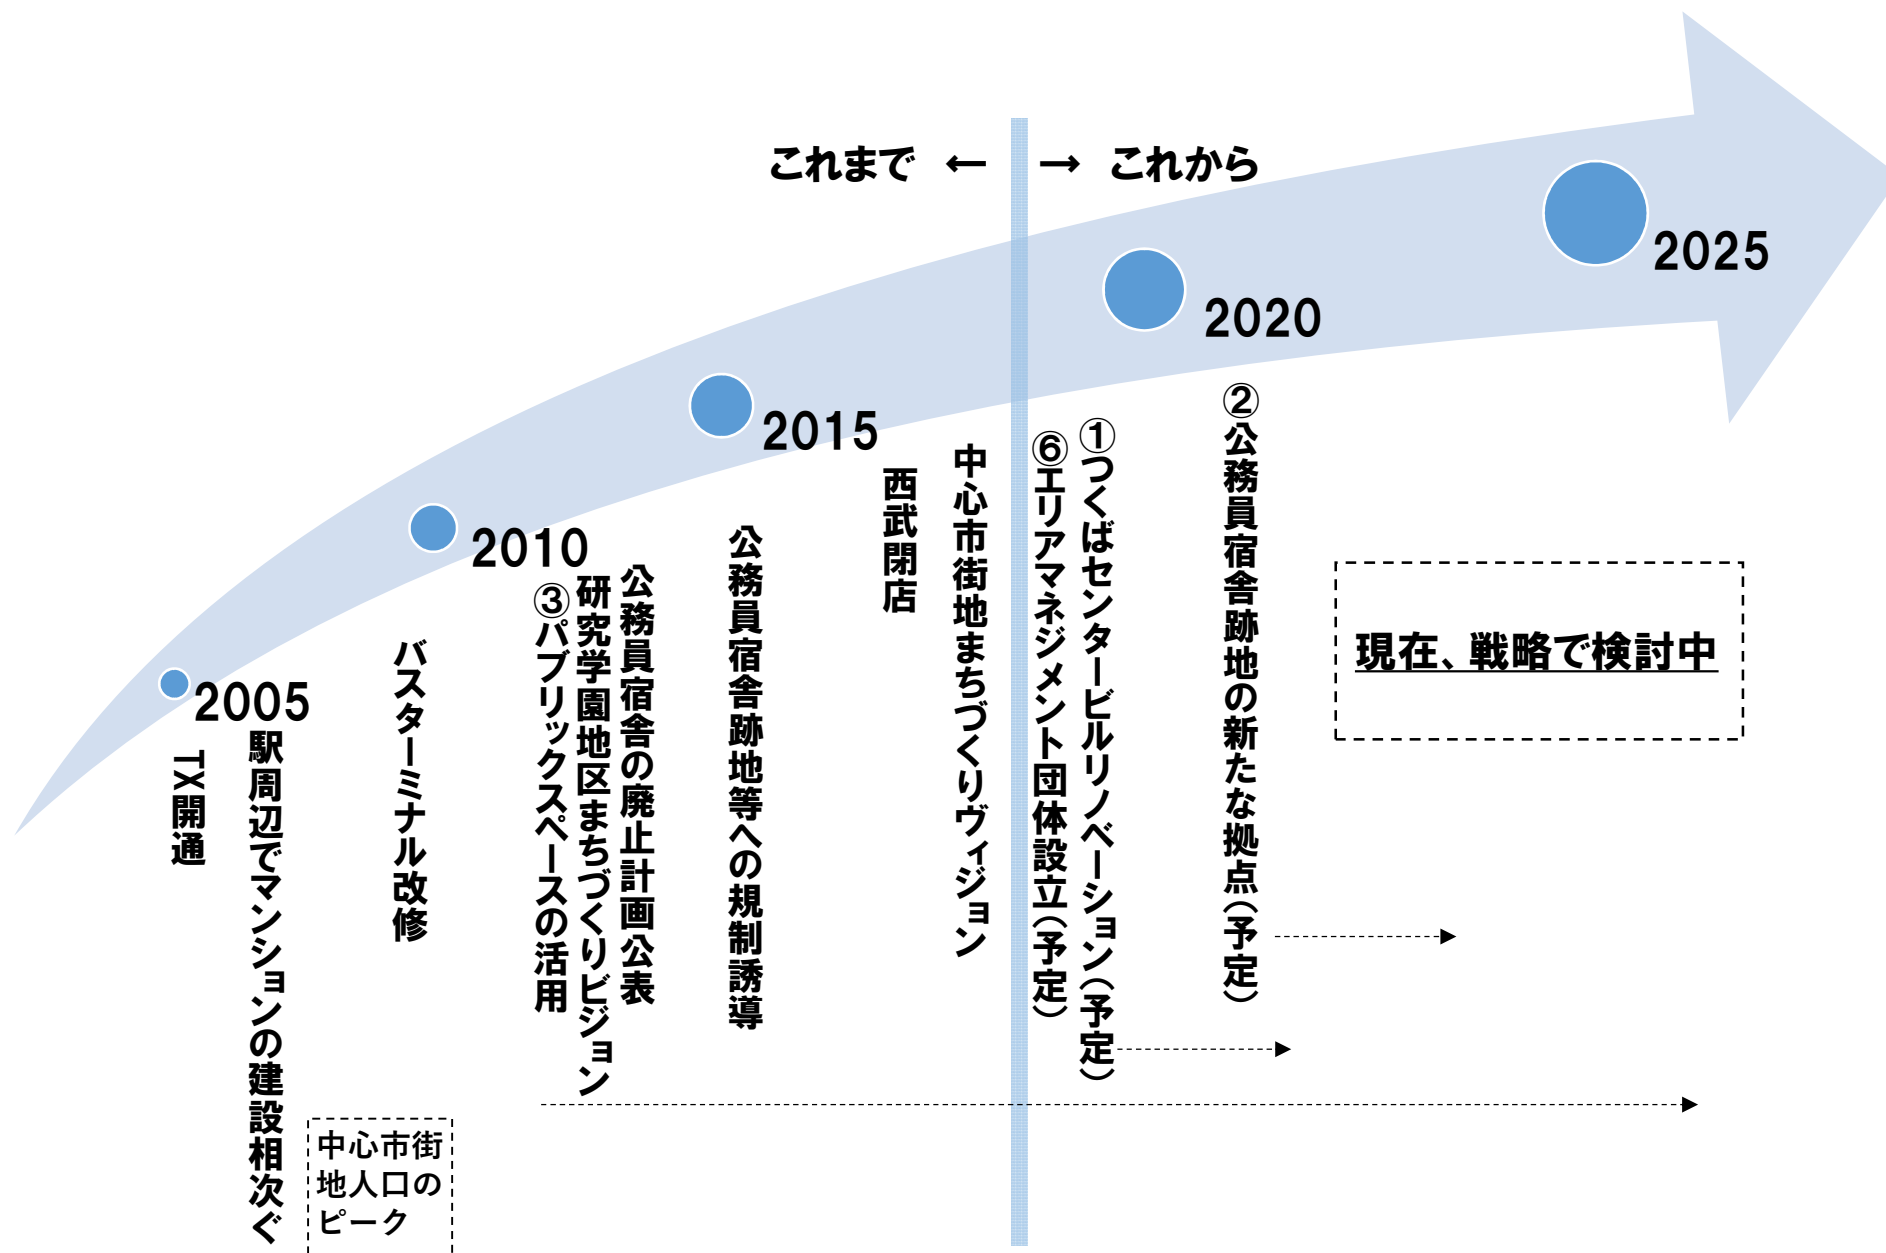 これまで ← → これから
2005
TX開通
駅周辺でマンションの建設相次ぐ
中心市街
地人口の
ピーク
バスターミナル改修
2010
③パブリックスペースの活用
研究学園地区まちづくりビジョン
公務員宿舎の廃止計画公表
2015
公務員宿舎跡地等への規制誘導
西武閉店
中心市街地まちづくりヴィジョン
⑥エリアマネジメント団体設立(予定)
①つくばセンタービルリノベーション(予定)
2020
②公務員宿舎跡地の新たな拠点(予定)
2025
現在、戦略で検討中